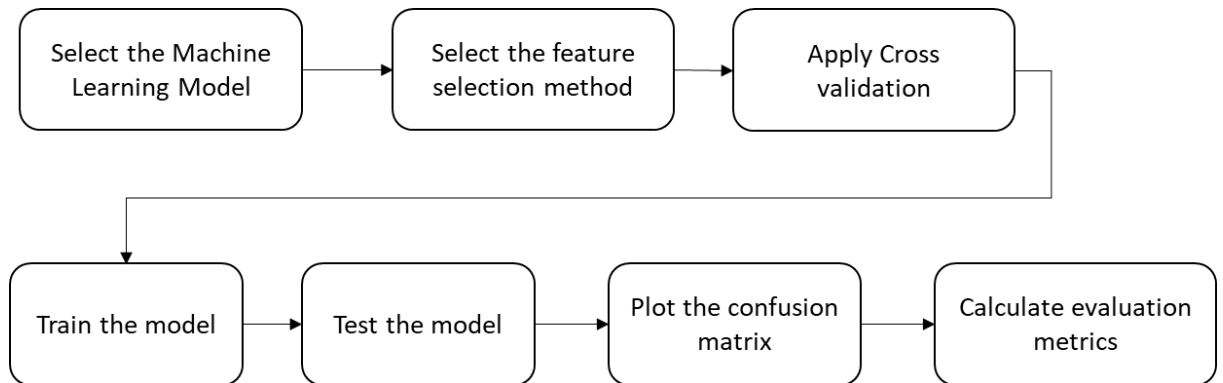 Select the Machine
Learning Model
Select the feature
selection method
Apply Cross
validation
Train the model
Test the model
Plot the confusion
matrix
Calculate evaluation
metrics